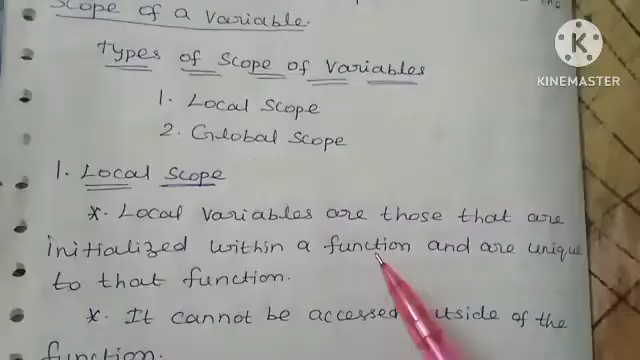 Scope of a Variable.
Types of Scope of Variables
1. Local Scope
2. Global Scope
1. Local Scope
*. Local Variables are those that are
initialized within a function and are unique
to that function.
*. It cannot be accessed outside of the
function.
KINEMASTER